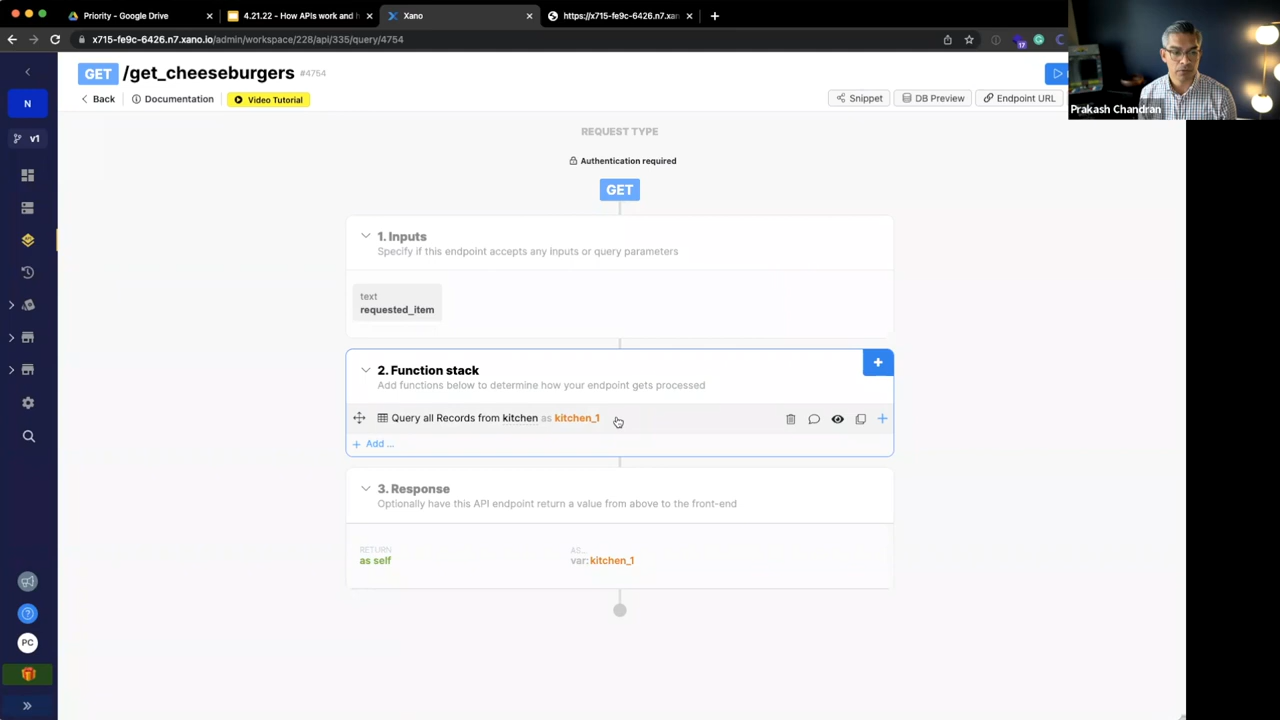 Priority - Google Drive
4.21.22 - How APIs work and h
Xano
https://x715-fe9c-6426.n7.xano
x715-fe9c-6426.n7.xano.io/admin/workspace/228/api/335/query/4754
17
Prakash Chandran
N
v1
PC
GET /get_cheeseburgers #4754
Back
Documentation
Video Tutorial
Snippet
DB Preview
Endpoint URL
REQUEST TYPE
Authentication required
GET
1. Inputs
Specify if this endpoint accepts any inputs or query parameters
text
requested_item
2. Function stack
Add functions below to determine how your endpoint gets processed
Query all Records from kitchen as kitchen_1
Add ...
3. Response
Optionally have this API endpoint return a value from above to the front-end
RETURN
as self
AS...
var: kitchen_1